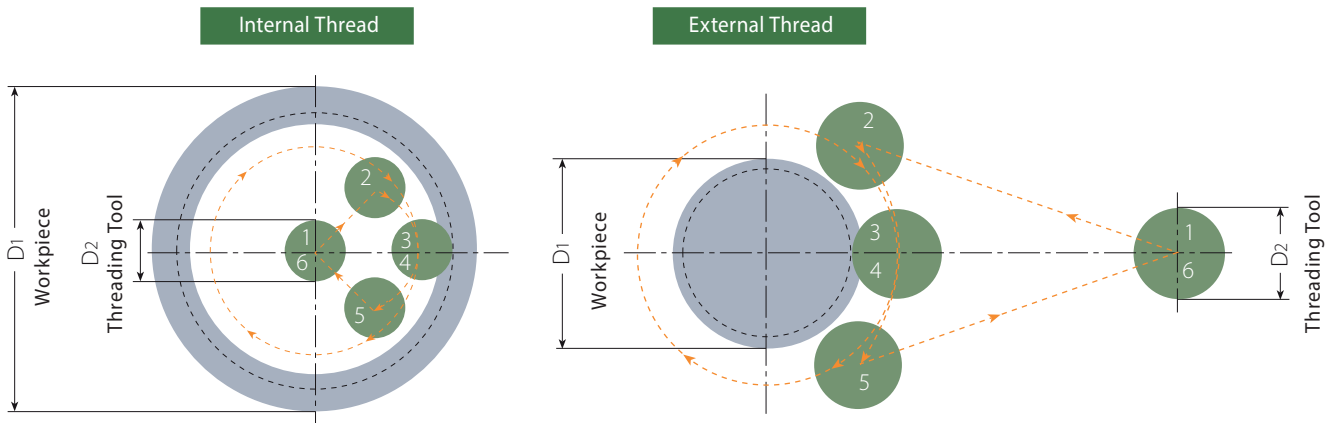 Internal Thread
External Thread
D1
Workpiece
D2
Threading Tool
1
6
2
3
4
5
D1
Workpiece
2
3
4
5
1
6
D2
Threading Tool